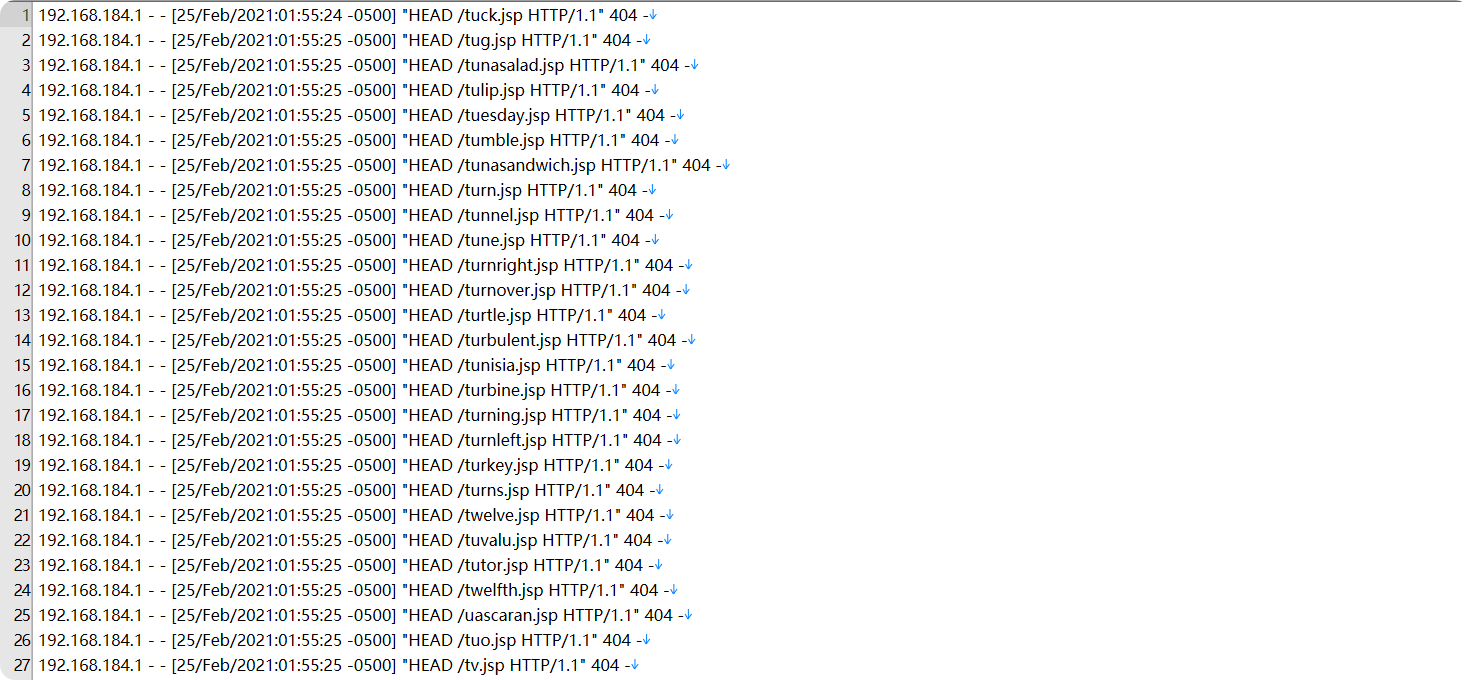 1 192.168.184.1 - - [25/Feb/2021:01:55:24 -0500] "HEAD /tuck.jsp HTTP/1.1" 404 -↓
2 192.168.184.1 - - [25/Feb/2021:01:55:25 -0500] "HEAD /tug.jsp HTTP/1.1" 404 -↓
3 192.168.184.1 - - [25/Feb/2021:01:55:25 -0500] "HEAD /tunasalad.jsp HTTP/1.1" 404 -↓
4 192.168.184.1 - - [25/Feb/2021:01:55:25 -0500] "HEAD /tulip.jsp HTTP/1.1" 404 -↓
5 192.168.184.1 - - [25/Feb/2021:01:55:25 -0500] "HEAD /tuesday.jsp HTTP/1.1" 404 -↓
6 192.168.184.1 - - [25/Feb/2021:01:55:25 -0500] "HEAD /tumble.jsp HTTP/1.1" 404 -↓
7 192.168.184.1 - - [25/Feb/2021:01:55:25 -0500] "HEAD /tunasandwich.jsp HTTP/1.1" 404 -↓
8 192.168.184.1 - - [25/Feb/2021:01:55:25 -0500] "HEAD /turn.jsp HTTP/1.1" 404 -↓
9 192.168.184.1 - - [25/Feb/2021:01:55:25 -0500] "HEAD /tunnel.jsp HTTP/1.1" 404 -↓
10 192.168.184.1 - - [25/Feb/2021:01:55:25 -0500] "HEAD /tune.jsp HTTP/1.1" 404 -↓
11 192.168.184.1 - - [25/Feb/2021:01:55:25 -0500] "HEAD /turnright.jsp HTTP/1.1" 404 -↓
12 192.168.184.1 - - [25/Feb/2021:01:55:25 -0500] "HEAD /turnover.jsp HTTP/1.1" 404 -↓
13 192.168.184.1 - - [25/Feb/2021:01:55:25 -0500] "HEAD /turtle.jsp HTTP/1.1" 404 -↓
14 192.168.184.1 - - [25/Feb/2021:01:55:25 -0500] "HEAD /turbulent.jsp HTTP/1.1" 404 -↓
15 192.168.184.1 - - [25/Feb/2021:01:55:25 -0500] "HEAD /tunisia.jsp HTTP/1.1" 404 -↓
16 192.168.184.1 - - [25/Feb/2021:01:55:25 -0500] "HEAD /turbine.jsp HTTP/1.1" 404 -↓
17 192.168.184.1 - - [25/Feb/2021:01:55:25 -0500] "HEAD /turning.jsp HTTP/1.1" 404 -↓
18 192.168.184.1 - - [25/Feb/2021:01:55:25 -0500] "HEAD /turnleft.jsp HTTP/1.1" 404 -↓
19 192.168.184.1 - - [25/Feb/2021:01:55:25 -0500] "HEAD /turkey.jsp HTTP/1.1" 404 -↓
20 192.168.184.1 - - [25/Feb/2021:01:55:25 -0500] "HEAD /turns.jsp HTTP/1.1" 404 -↓
21 192.168.184.1 - - [25/Feb/2021:01:55:25 -0500] "HEAD /twelve.jsp HTTP/1.1" 404 -↓
22 192.168.184.1 - - [25/Feb/2021:01:55:25 -0500] "HEAD /tuvalu.jsp HTTP/1.1" 404 -↓
23 192.168.184.1 - - [25/Feb/2021:01:55:25 -0500] "HEAD /tutor.jsp HTTP/1.1" 404 -↓
24 192.168.184.1 - - [25/Feb/2021:01:55:25 -0500] "HEAD /twelfth.jsp HTTP/1.1" 404 -↓
25 192.168.184.1 - - [25/Feb/2021:01:55:25 -0500] "HEAD /uascaran.jsp HTTP/1.1" 404 -↓
26 192.168.184.1 - - [25/Feb/2021:01:55:25 -0500] "HEAD /tuo.jsp HTTP/1.1" 404 -↓
27 192.168.184.1 - - [25/Feb/2021:01:55:25 -0500] "HEAD /tv.jsp HTTP/1.1" 404 -↓